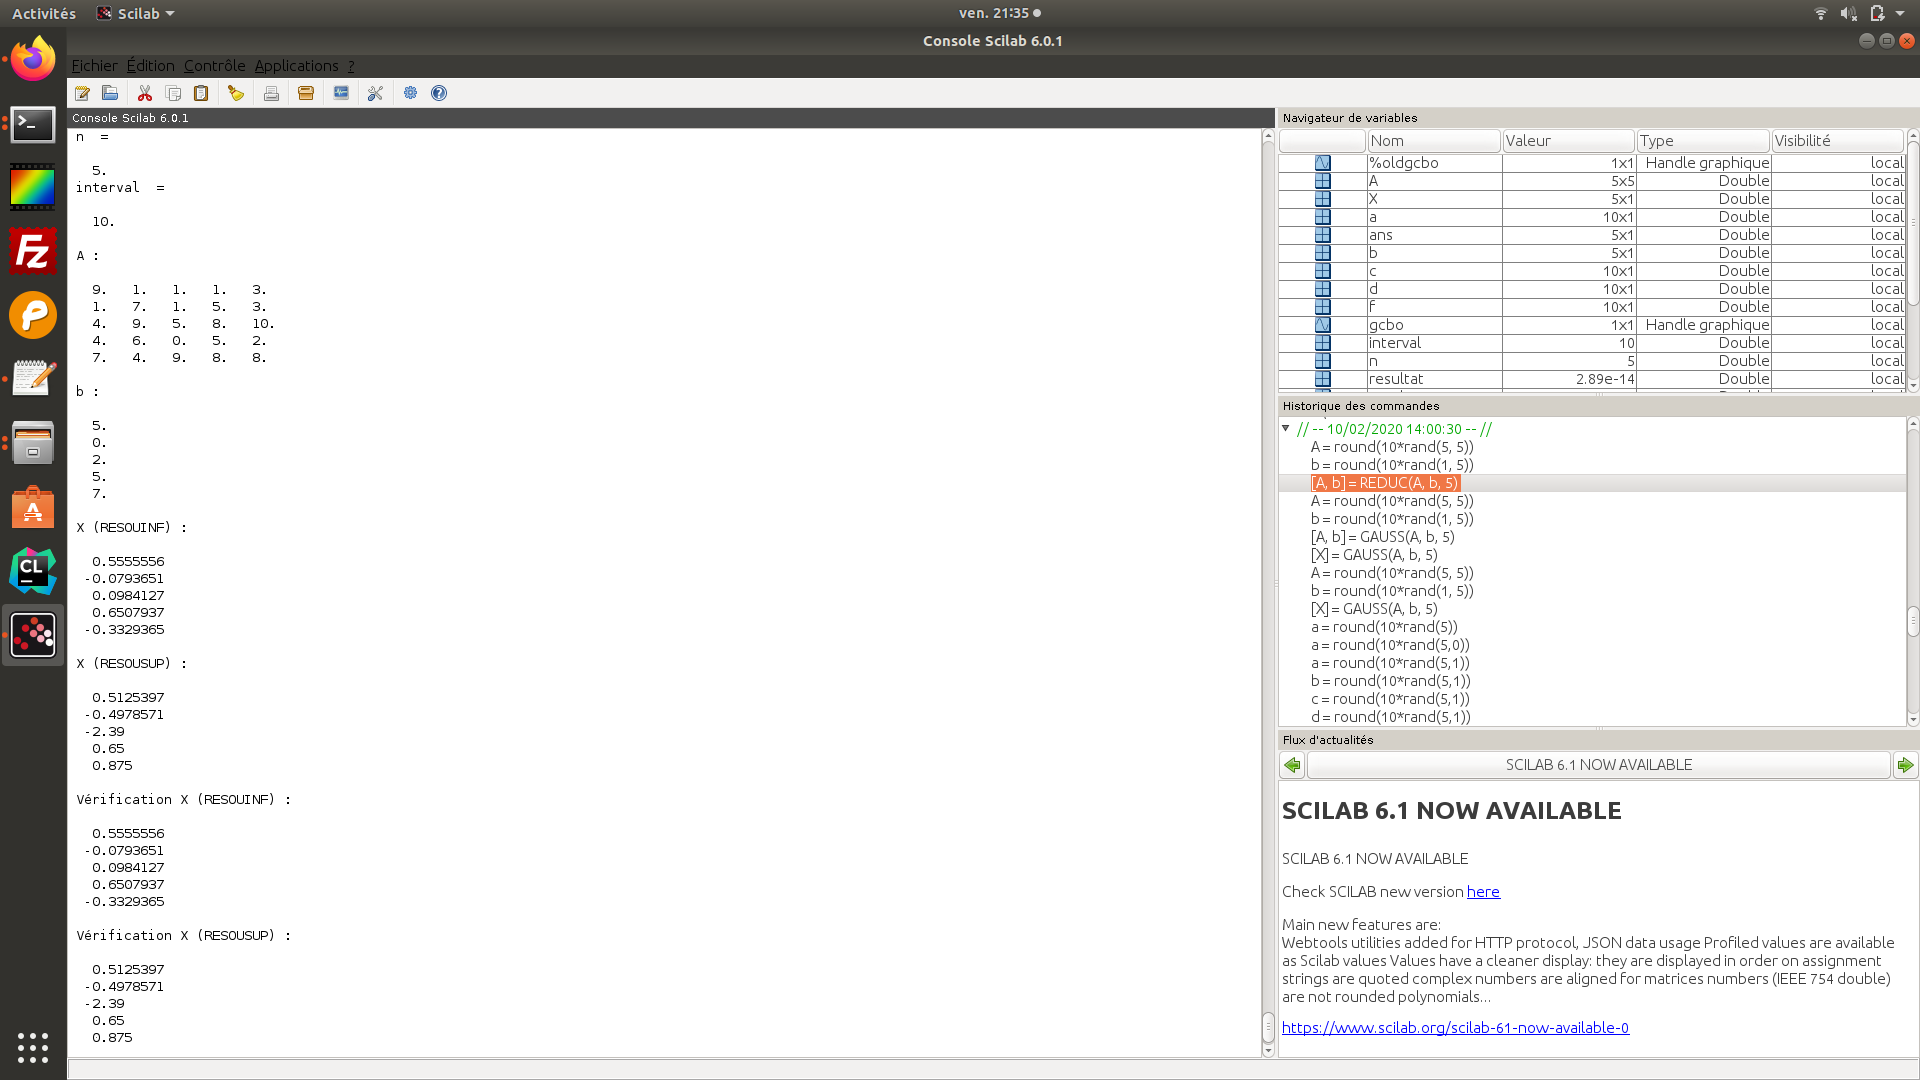 Activités
Scilab
ven. 21:35
Console Scilab 6.0.1
Fichier Édition Contrôle Applications ?
Console Scilab 6.0.1
n  =
5.
interval  =
10.
A :
9.   1.   1.   1.   3.
1.   7.   1.   5.   3.
4.   9.   5.   8.   10.
4.   6.   0.   5.   2.
7.   4.   9.   8.   8.
b :
5.
0.
2.
5.
7.
X (RESOUINF) :
0.5555556
-0.0793651
0.0984127
0.6507937
-0.3329365
X (RESOUSUP) :
0.5125397
-0.4978571
-2.39
0.65
0.875
Vérification X (RESOUINF) :
0.5555556
-0.0793651
0.0984127
0.6507937
-0.3329365
Vérification X (RESOUSUP) :
0.5125397
-0.4978571
-2.39
0.65
0.875
Navigateur de variables
Nom Valeur Type Visibilité
%oldgcbo 1x1 Handle graphique local
A 5x5 Double local
X 5x1 Double local
a 10x1 Double local
ans 5x1 Double local
b 5x1 Double local
c 10x1 Double local
d 10x1 Double local
f 10x1 Double local
gcbo 1x1 Handle graphique local
interval 10 Double local
n 5 Double local
resultat 2.89e-14 Double local
Historique des commandes
// -- 10/02/2020 14:00:30 -- //
A = round(10*rand(5, 5))
b = round(10*rand(1, 5))
[A, b] = REDUC(A, b, 5)
A = round(10*rand(5, 5))
b = round(10*rand(1, 5))
[A, b] = GAUSS(A, b, 5)
[X] = GAUSS(A, b, 5)
A = round(10*rand(5, 5))
b = round(10*rand(1, 5))
[X] = GAUSS(A, b, 5)
a = round(10*rand(5))
a = round(10*rand(5,0))
a = round(10*rand(5,1))
b = round(10*rand(5,1))
c = round(10*rand(5,1))
d = round(10*rand(5,1))
Flux d'actualités
SCILAB 6.1 NOW AVAILABLE
SCILAB 6.1 NOW AVAILABLE
SCILAB 6.1 NOW AVAILABLE
Check SCILAB new version here
Main new features are:
Webtools utilities added for HTTP protocol, JSON data usage Profiled values are available
as Scilab values Values have a cleaner display: they are displayed in order on assignment
strings are quoted complex numbers are aligned for matrices numbers (IEEE 754 double)
are not rounded polynomials...
https://www.scilab.org/scilab-61-now-available-0
>_
Fz
P
A
CL